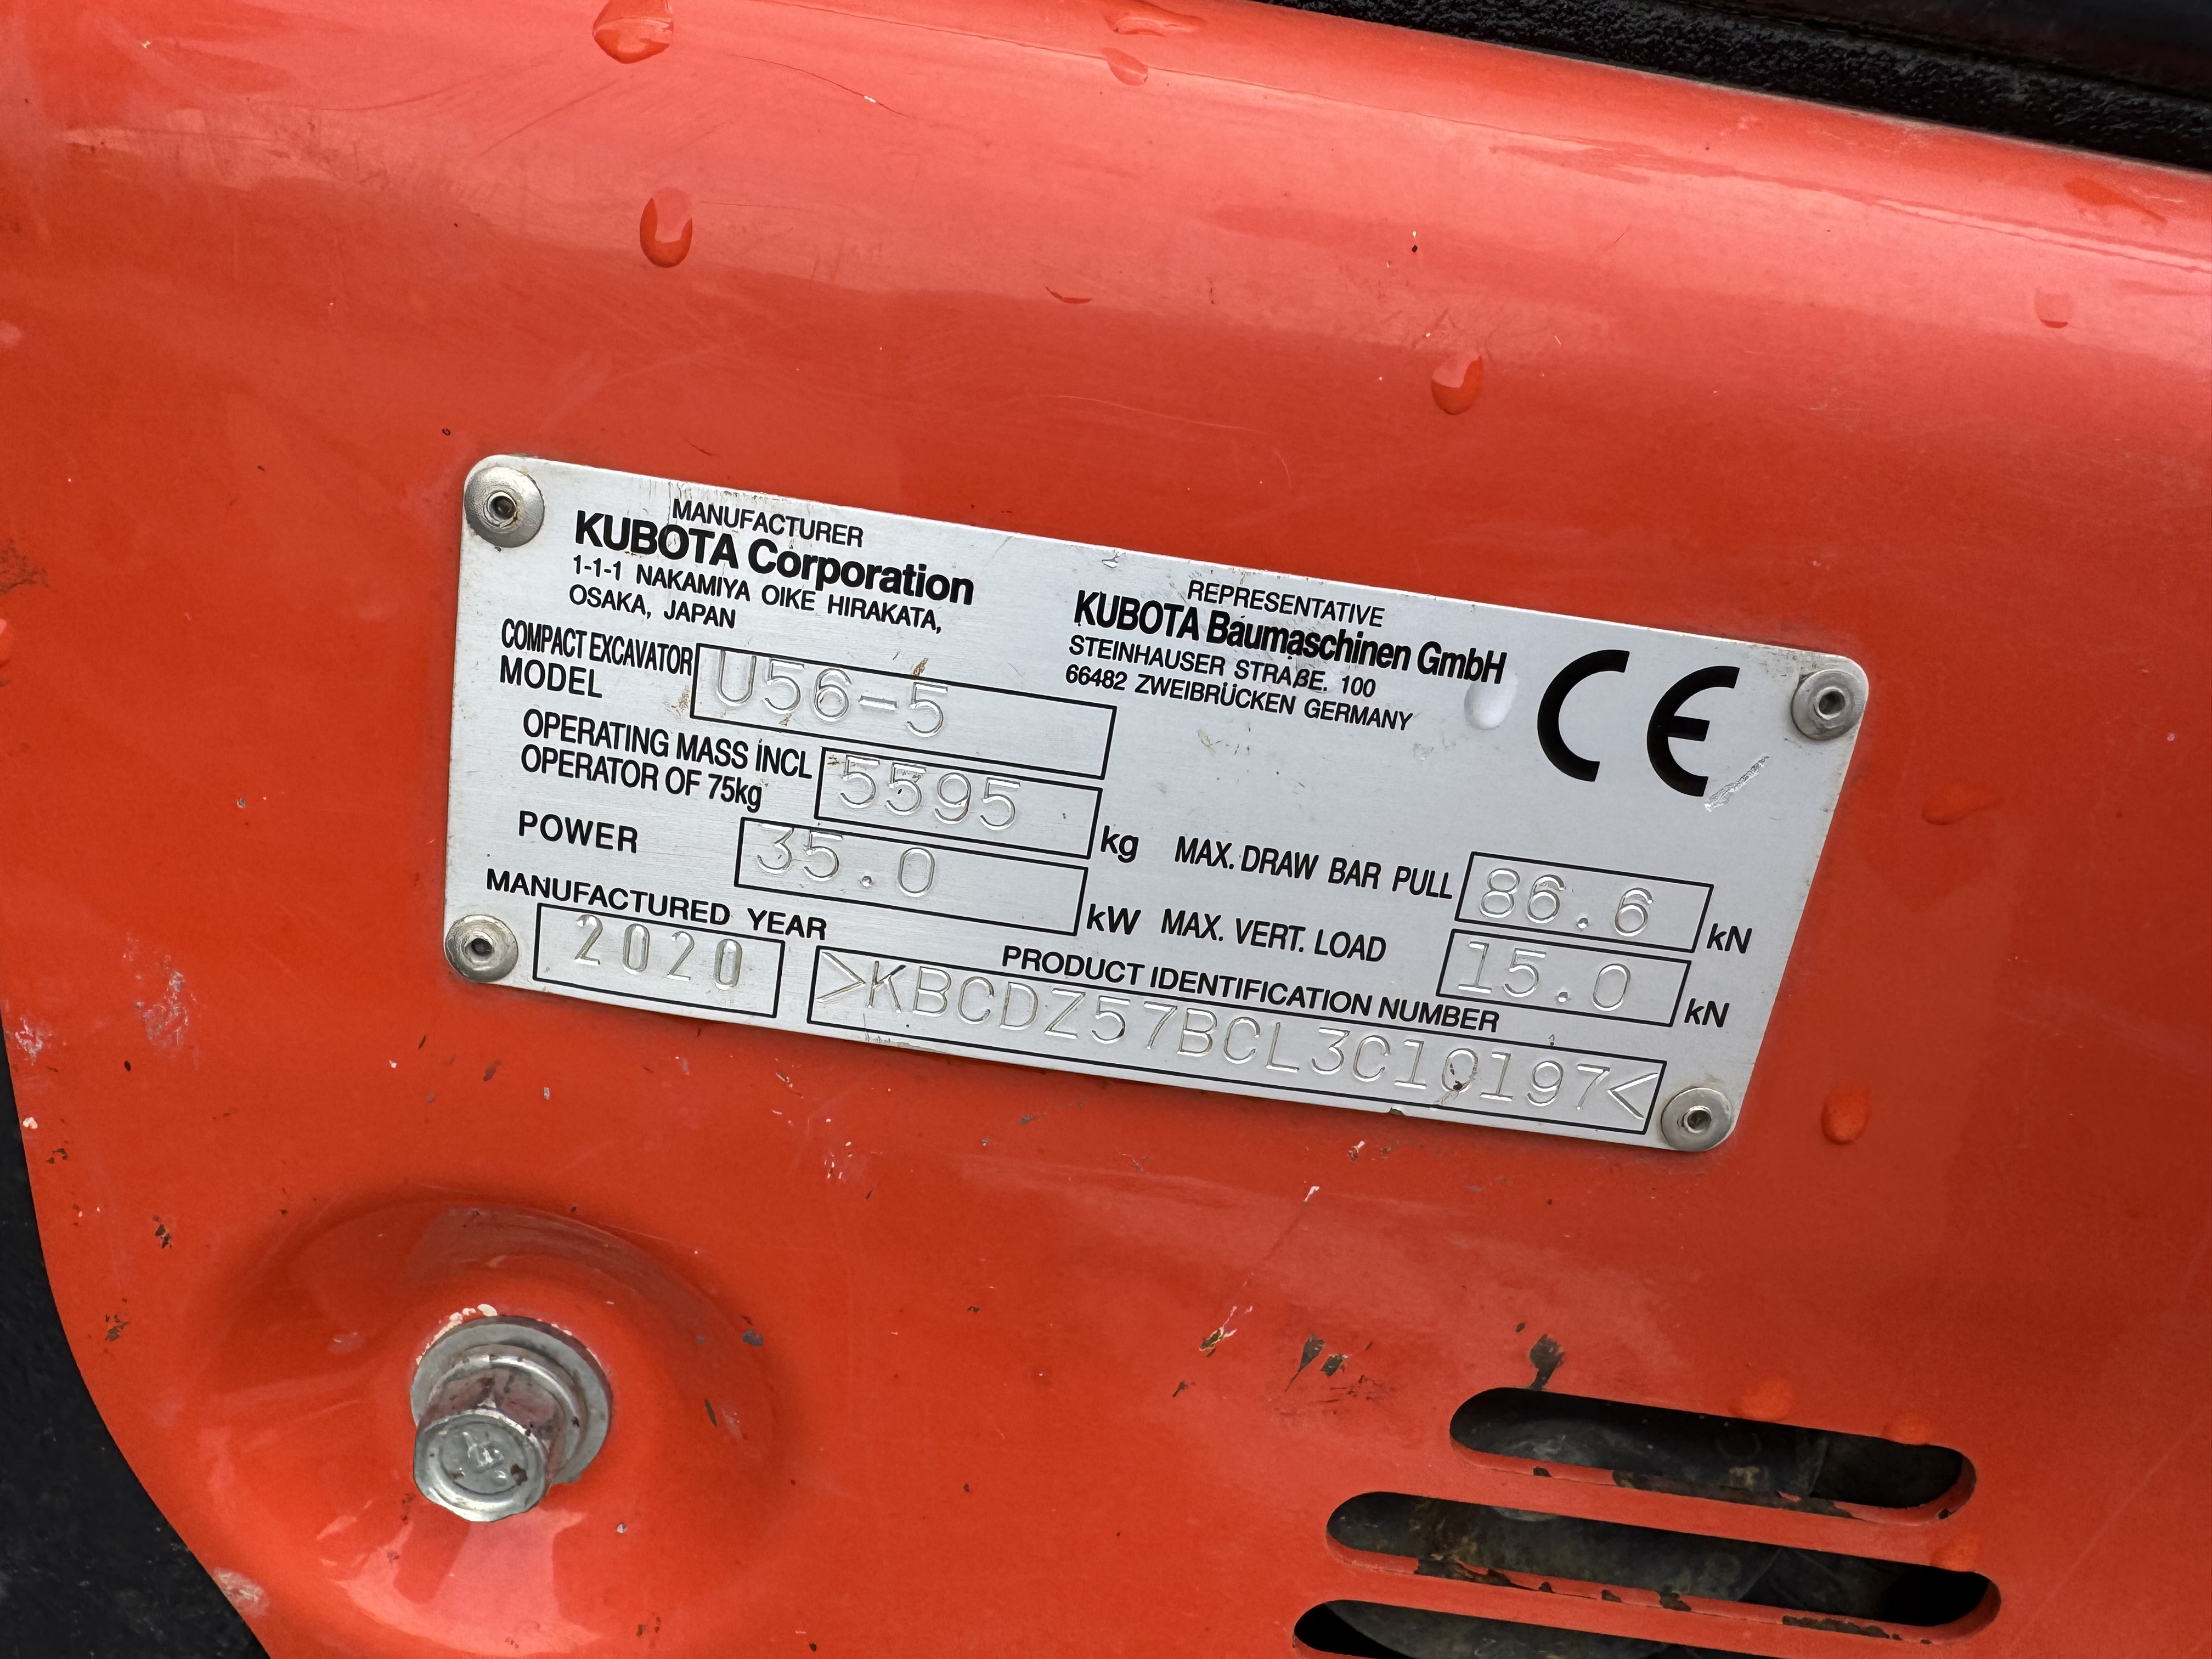 MANUFACTURER
KUBOTA Corporation
1-1-1 NAKAMIYA OIKE HIRAKATA,
OSAKA, JAPAN
REPRESENTATIVE
KUBOTA Baumaschinen GmbH
STEINHAUSER STRAßE. 100
66482 ZWEIBRÜCKEN GERMANY
CE
COMPACT EXCAVATOR
MODEL U56-5
OPERATING MASS INCL
OPERATOR OF 75kg 5595 kg
POWER 35.0 kW
MAX. DRAW BAR PULL 86.6 kN
MAX. VERT. LOAD 15.0 kN
MANUFACTURED YEAR
2020
PRODUCT IDENTIFICATION NUMBER
>KBCDZ57BCL3C10197<